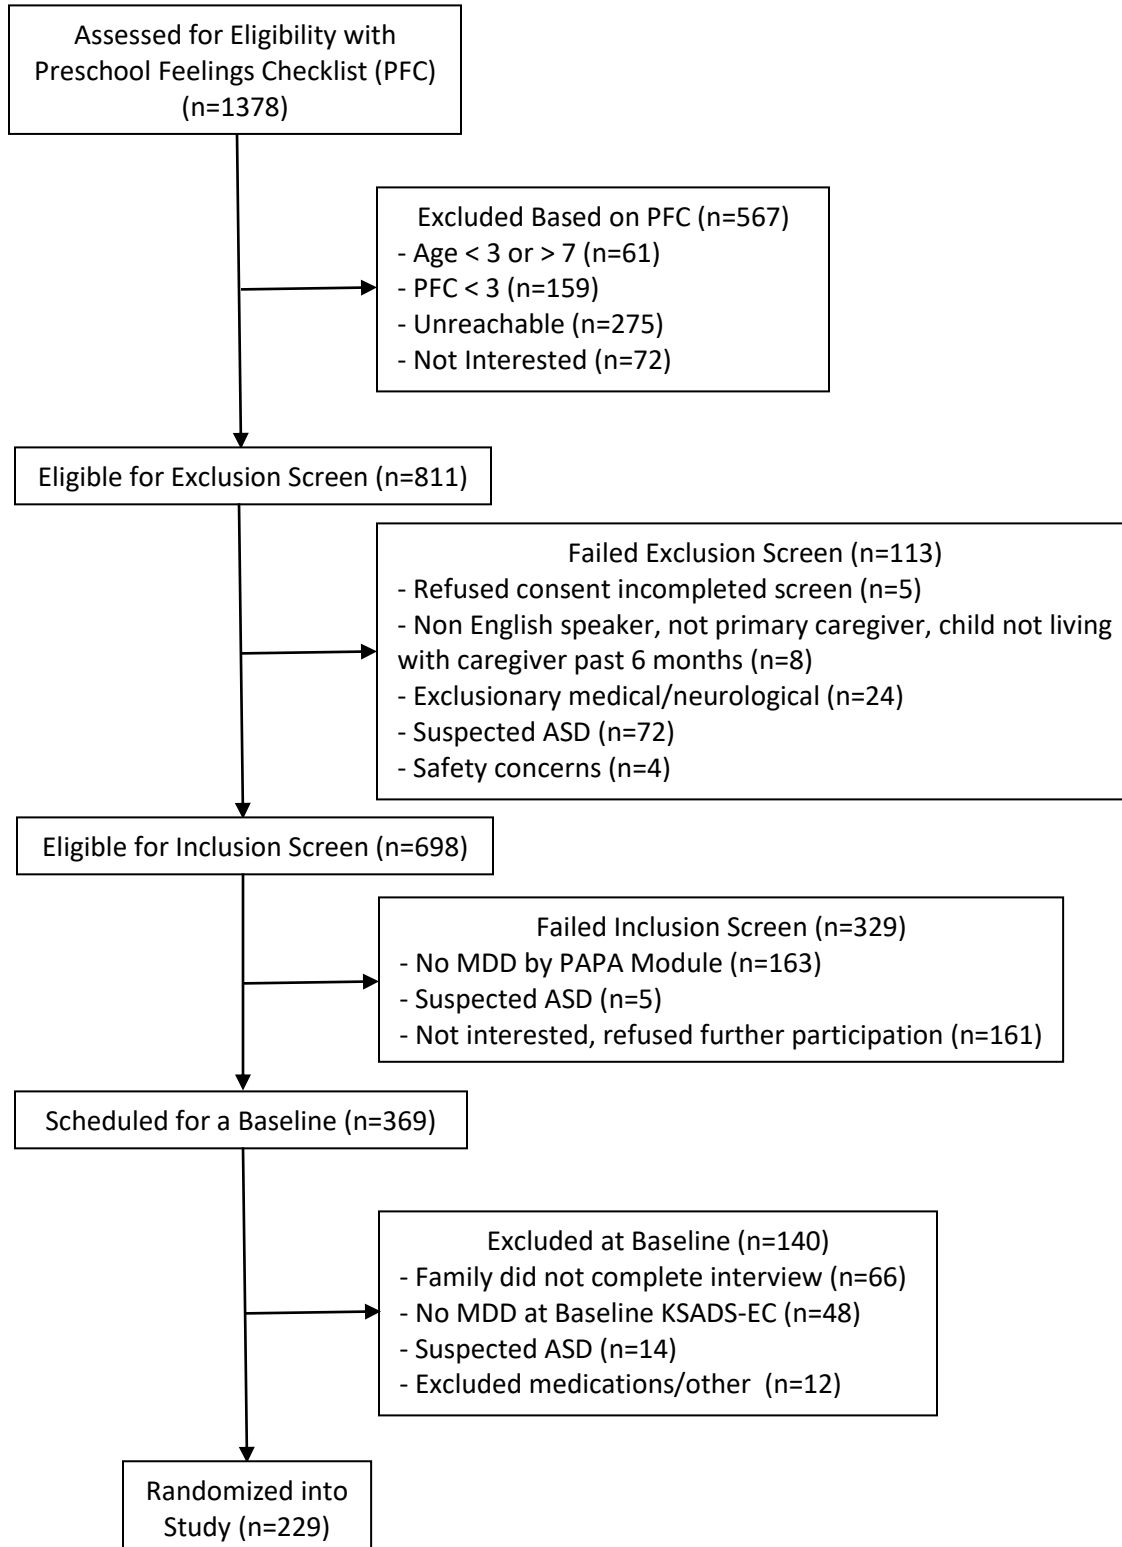 Assessed for Eligibility with
Preschool Feelings Checklist (PFC)
(n=1378)
Excluded Based on PFC (n=567)
- Age < 3 or > 7 (n=61)
- PFC < 3 (n=159)
- Unreachable (n=275)
- Not Interested (n=72)
Eligible for Exclusion Screen (n=811)
Failed Exclusion Screen (n=113)
- Refused consent incompleted screen (n=5)
- Non English speaker, not primary caregiver, child not living
with caregiver past 6 months (n=8)
- Exclusionary medical/neurological (n=24)
- Suspected ASD (n=72)
- Safety concerns (n=4)
Eligible for Inclusion Screen (n=698)
Failed Inclusion Screen (n=329)
- No MDD by PAPA Module (n=163)
- Suspected ASD (n=5)
- Not interested, refused further participation (n=161)
Scheduled for a Baseline (n=369)
Excluded at Baseline (n=140)
- Family did not complete interview (n=66)
- No MDD at Baseline KSADS-EC (n=48)
- Suspected ASD (n=14)
- Excluded medications/other  (n=12)
Randomized into
Study (n=229)